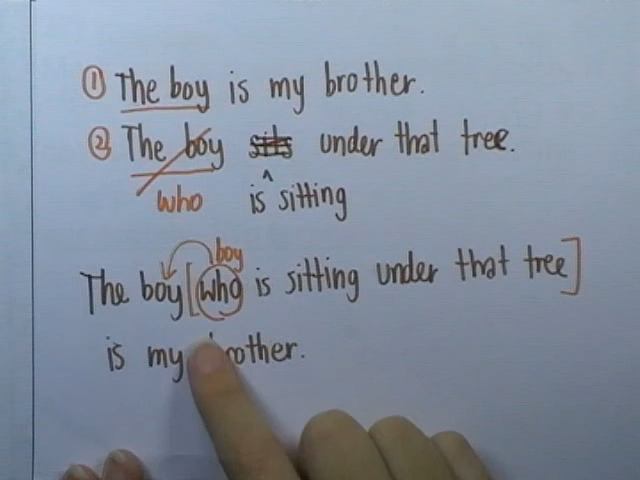 ① The boy is my brother.
② The boy sits under that tree.
who is ^ sitting
boy
The boy [who is sitting under that tree]
is my brother.